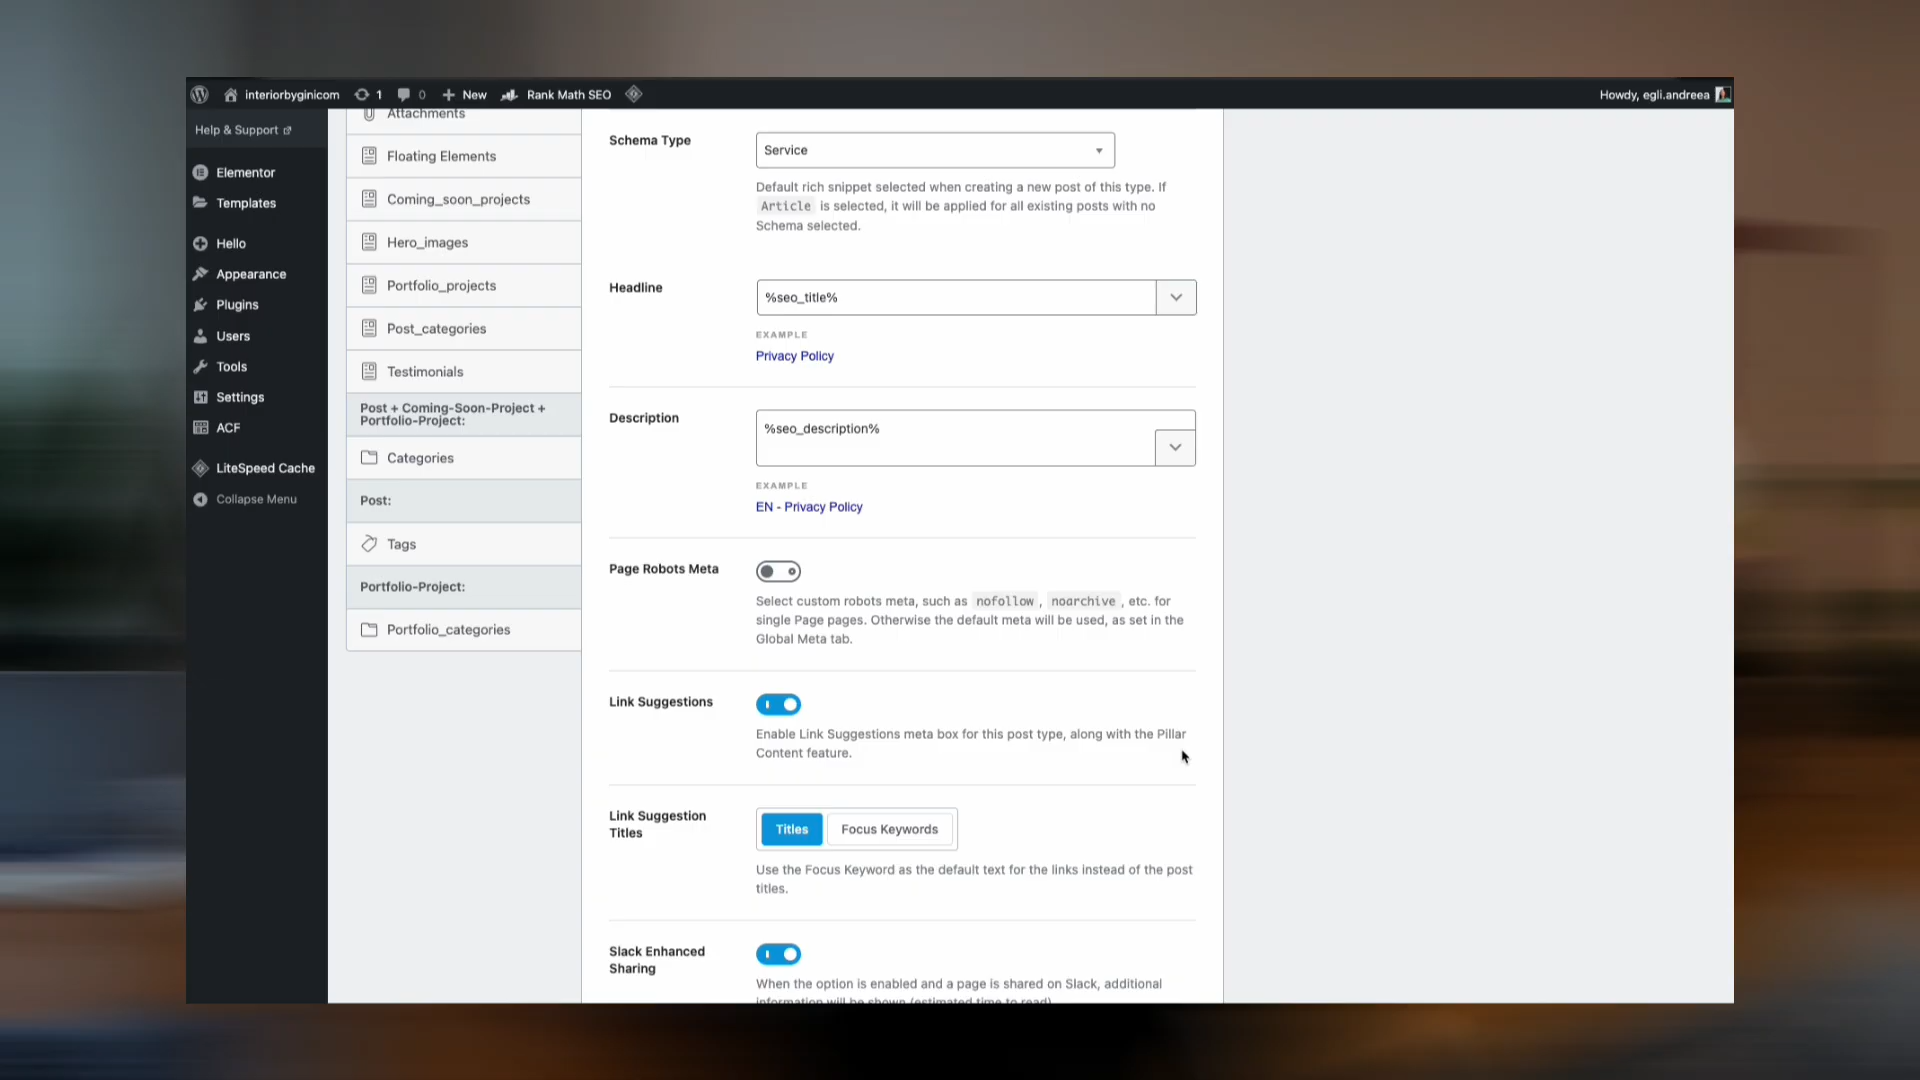 interiorbyginicom 1 0 New Rank Math SEO Howdy, egli.andreea
Help & Support
Elementor
Templates
Hello
Appearance
Plugins
Users
Tools
Settings
ACF
LiteSpeed Cache
Collapse Menu
Attachments
Floating Elements
Coming_soon_projects
Hero_images
Portfolio_projects
Post_categories
Testimonials
Post + Coming-Soon-Project +
Portfolio-Project:
Categories
Post:
Tags
Portfolio-Project:
Portfolio_categories
Schema Type
Service
Default rich snippet selected when creating a new post of this type. If
Article is selected, it will be applied for all existing posts with no
Schema selected.
Headline
%seo_title%
EXAMPLE
Privacy Policy
Description
%seo_description%
EXAMPLE
EN - Privacy Policy
Page Robots Meta
Select custom robots meta, such as nofollow, noarchive, etc. for
single Page pages. Otherwise the default meta will be used, as set in the
Global Meta tab.
Link Suggestions
Enable Link Suggestions meta box for this post type, along with the Pillar
Content feature.
Link Suggestion
Titles
Titles Focus Keywords
Use the Focus Keyword as the default text for the links instead of the post
titles.
Slack Enhanced
Sharing
When the option is enabled and a page is shared on Slack, additional
information will be shown (estimated time to read)